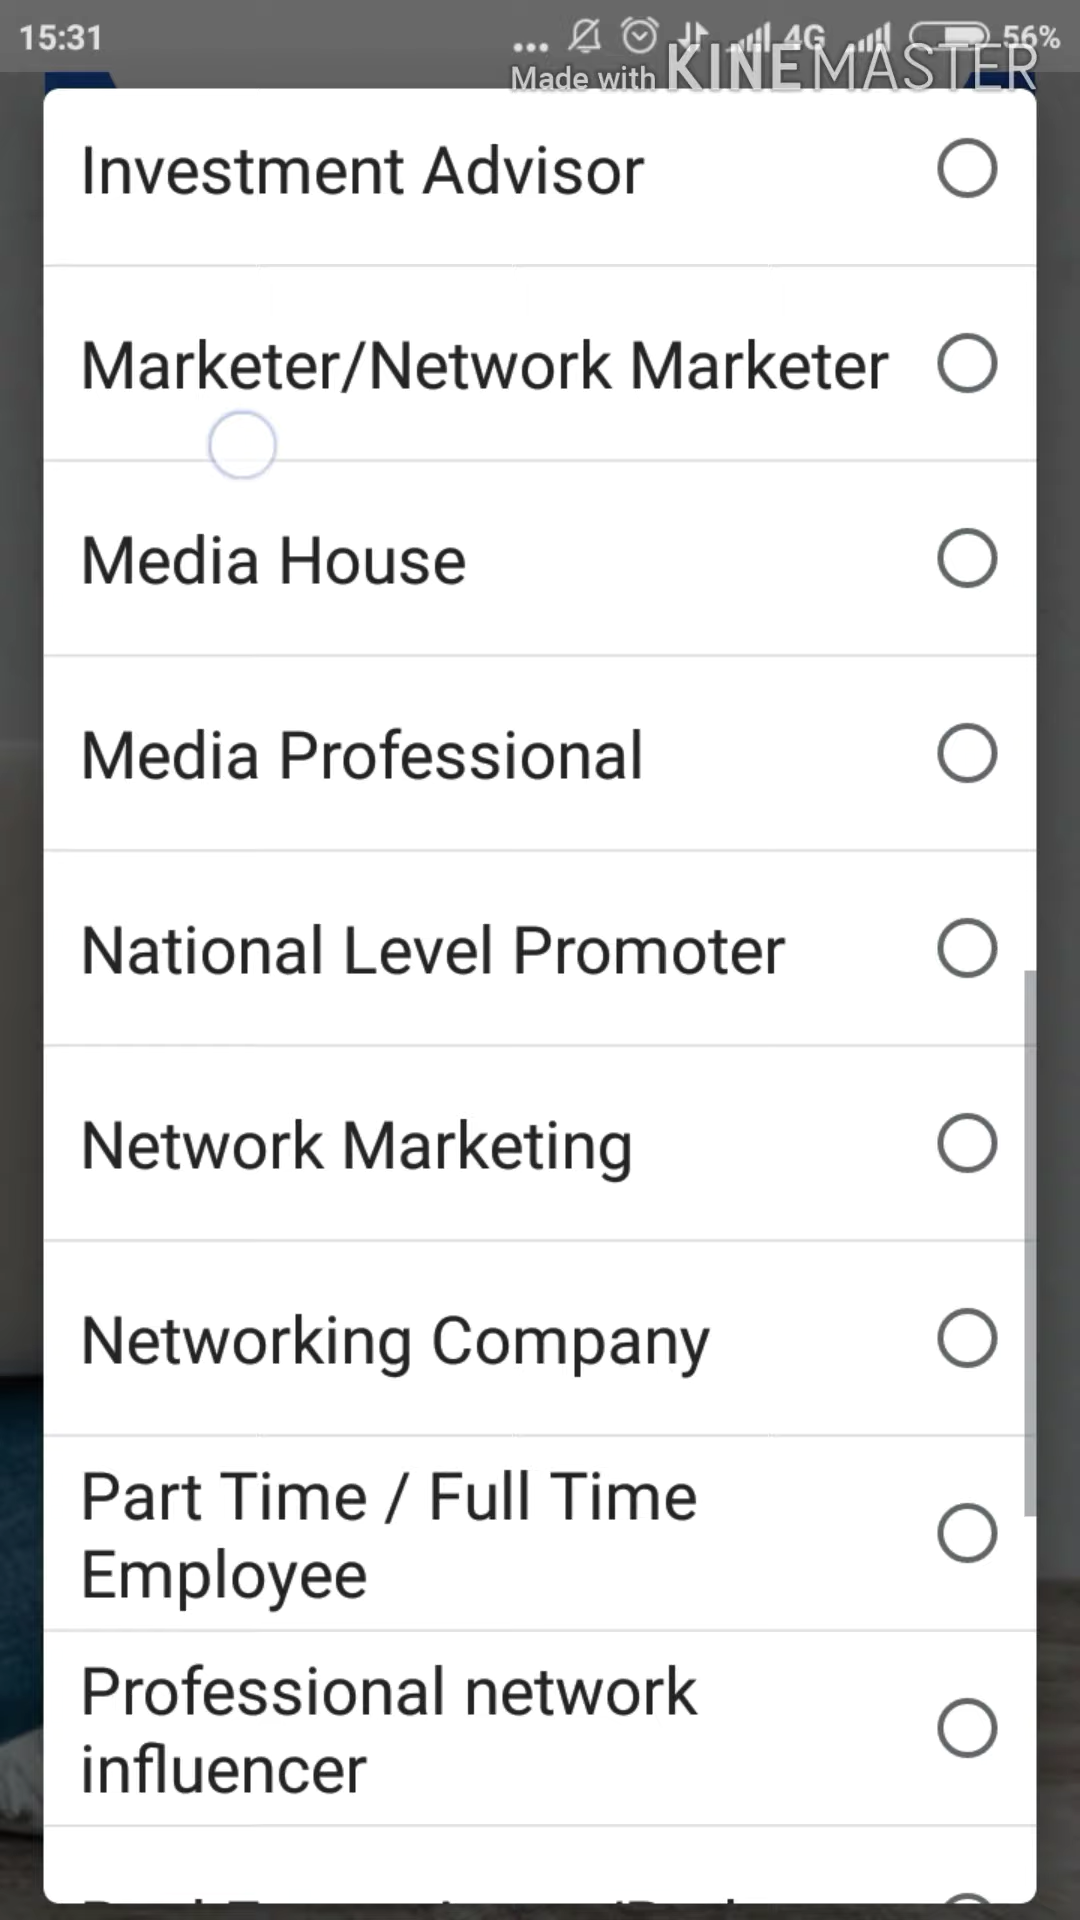 15:31
... 4G 56%
Made with KINEMASTER
Investment Advisor
Marketer/Network Marketer
Media House
Media Professional
National Level Promoter
Network Marketing
Networking Company
Part Time / Full Time
Employee
Professional network
influencer